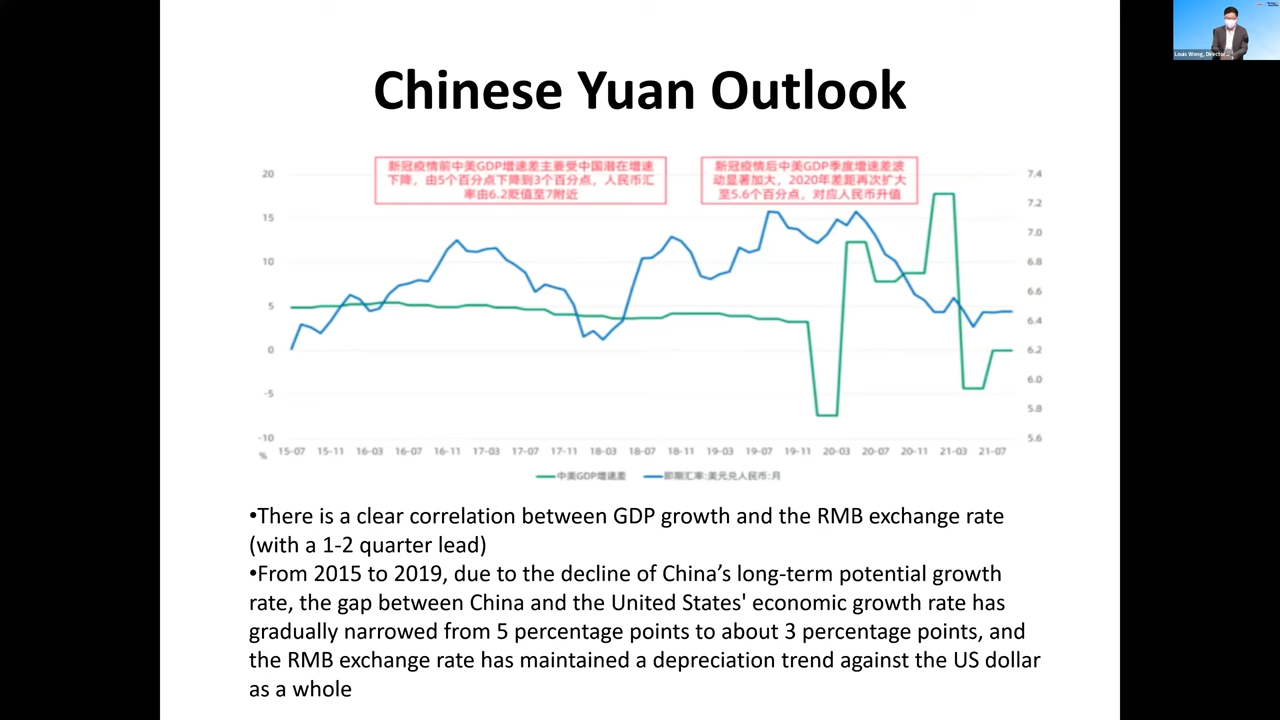 Louis Wong, Director...
Chinese Yuan Outlook
新冠疫情前中美GDP增速差主要受中国潜在增速
下降，由5个百分点下降到3个百分点，人民币汇
率由6.2贬值至7附近
新冠疫情后中美GDP季度增速差波
动显著加大，2020年差距再次扩大
至5.6个百分点，对应人民币升值
20
15
10
5
0
-5
-10
%
7.4
7.2
7.0
6.8
6.6
6.4
6.2
6.0
5.8
5.6
15-07 15-11 16-03 16-07 16-11 17-03 17-07 17-11 18-03 18-07 18-11 19-03 19-07 19-11 20-03 20-07 20-11 21-03 21-07
中美GDP增速差 即期汇率:美元兑人民币:月
•There is a clear correlation between GDP growth and the RMB exchange rate
(with a 1-2 quarter lead)
•From 2015 to 2019, due to the decline of China’s long-term potential growth
rate, the gap between China and the United States' economic growth rate has
gradually narrowed from 5 percentage points to about 3 percentage points, and
the RMB exchange rate has maintained a depreciation trend against the US dollar
as a whole